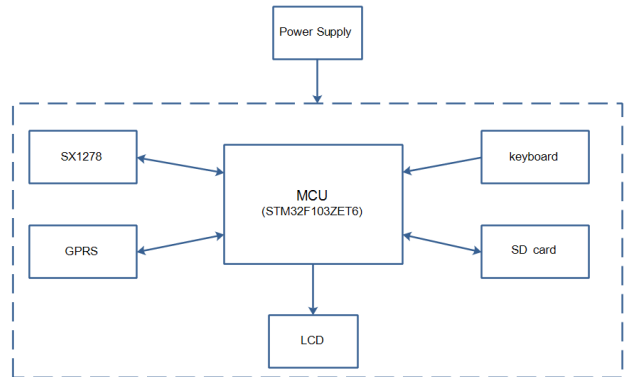 Power Supply
SX1278
keyboard
MCU
(STM32F103ZET6)
GPRS
SD card
LCD